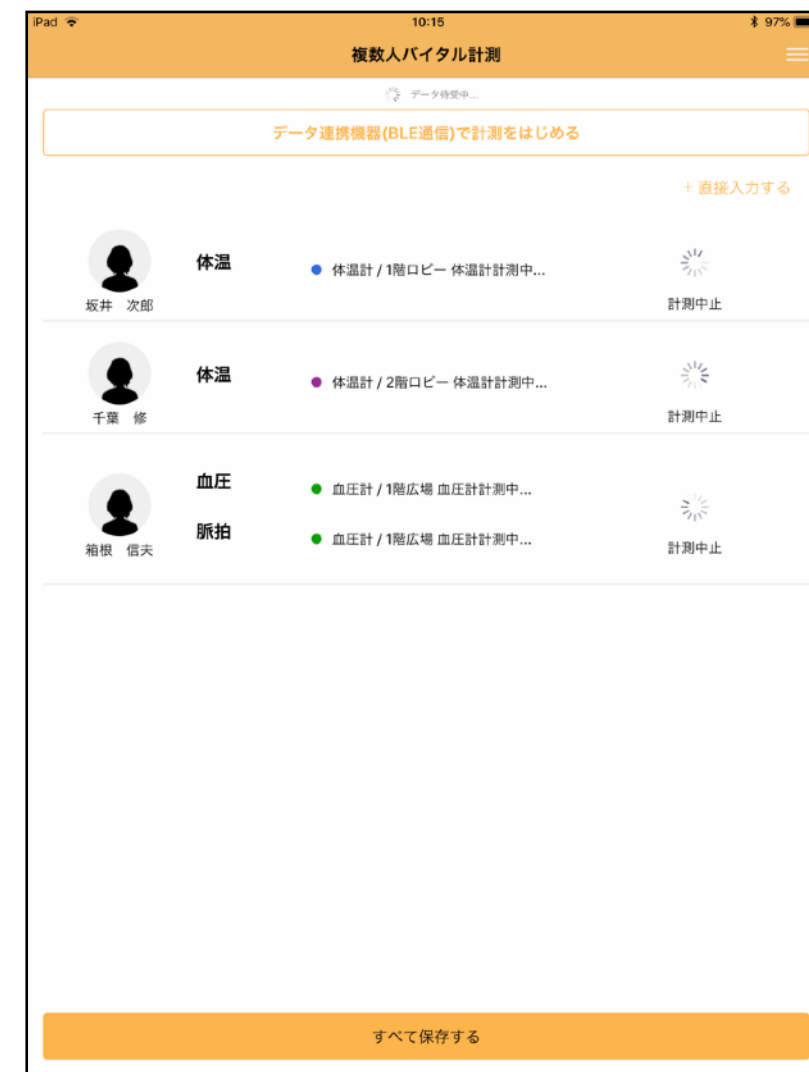 iPad 10:15 97%
複数人バイタル計測
データ待受中...
データ連携機器(BLE通信)で計測をはじめる
+ 直接入力する
体温
体温計 / 1階ロビー 体温計計測中...
坂井 次郎
計測中止
体温
体温計 / 2階ロビー 体温計計測中...
千葉 修
計測中止
血圧
血圧計 / 1階広場 血圧計計測中...
脈拍
血圧計 / 1階広場 血圧計計測中...
箱根 信夫
計測中止
すべて保存する